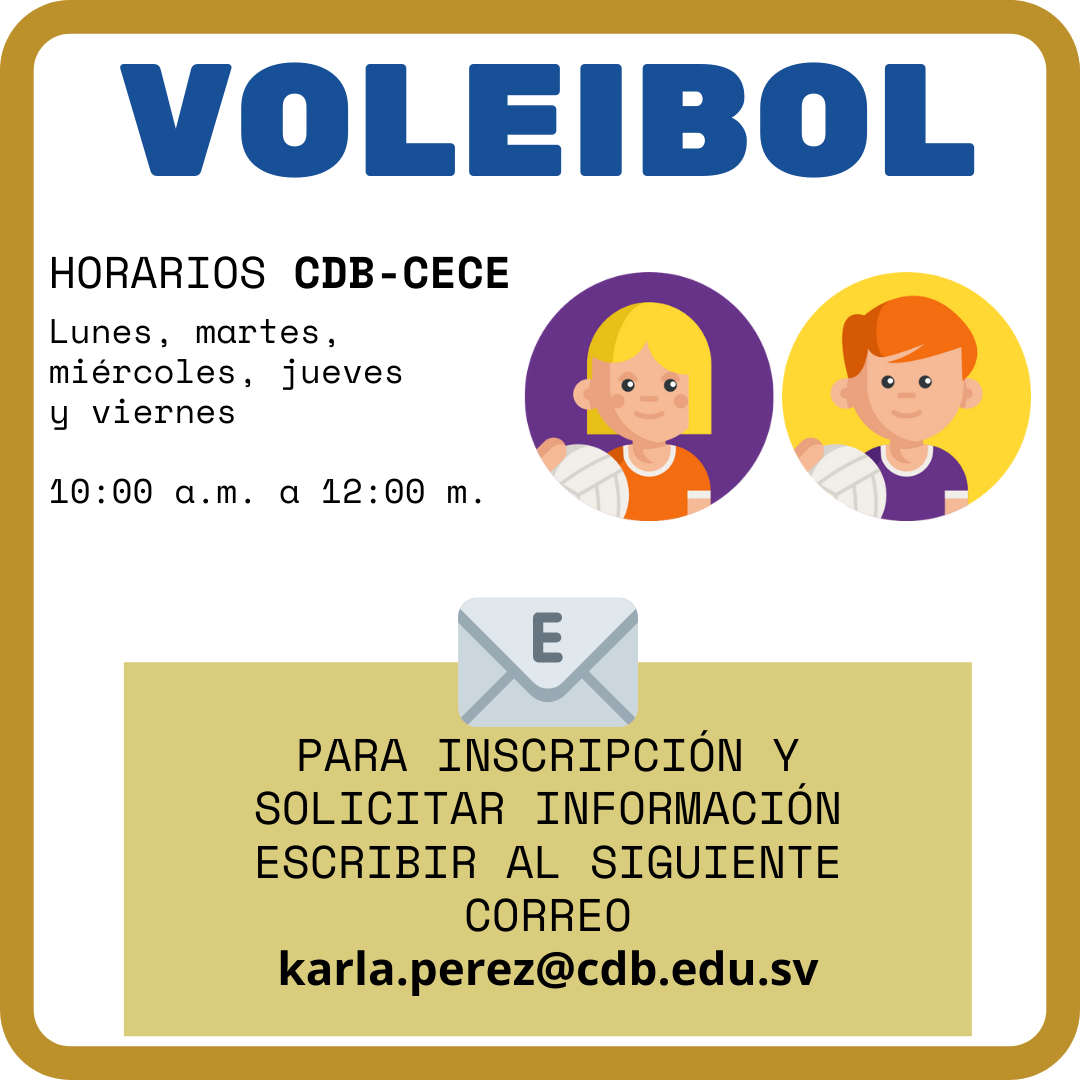 VOLEIBOL
HORARIOS CDB-CECE
Lunes, martes,
miércoles, jueves
y viernes
10:00 a.m. a 12:00 m.
E
PARA INSCRIPCIÓN Y
SOLICITAR INFORMACIÓN
ESCRIBIR AL SIGUIENTE
CORREO
karla.perez@cdb.edu.sv